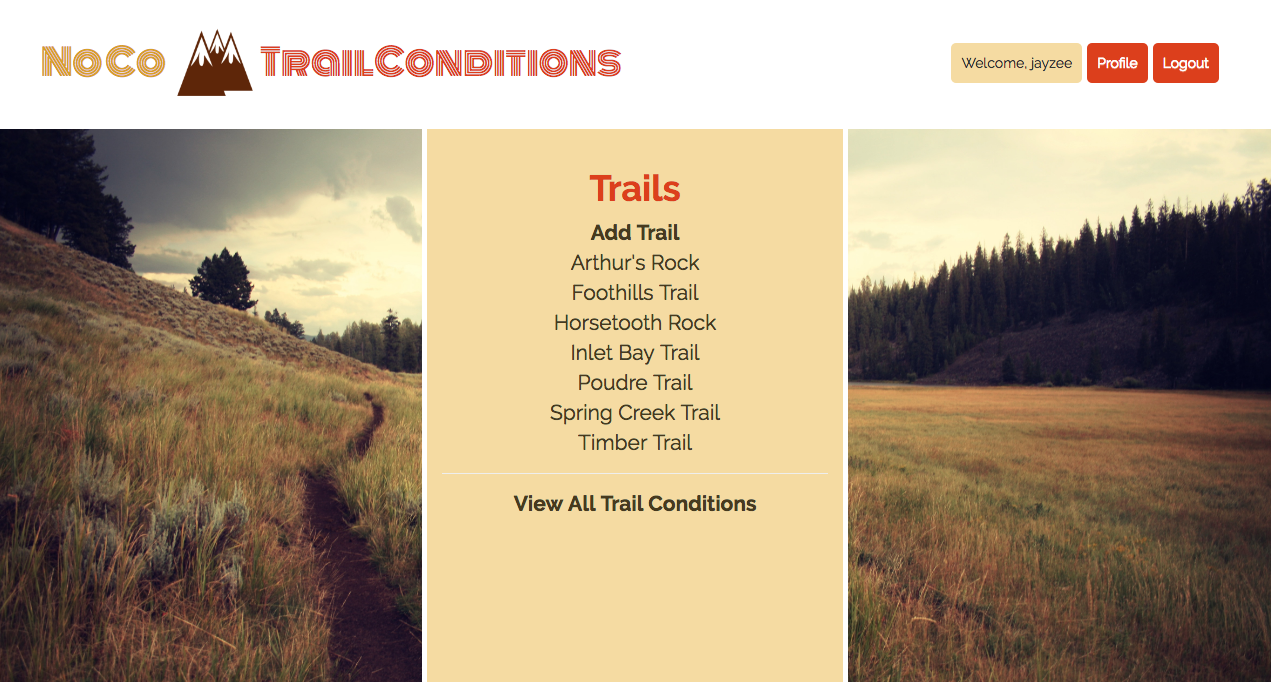 NoCo TrailConditions
Welcome, jayzee Profile Logout
Trails
Add Trail
Arthur's Rock
Foothills Trail
Horsetooth Rock
Inlet Bay Trail
Poudre Trail
Spring Creek Trail
Timber Trail
View All Trail Conditions